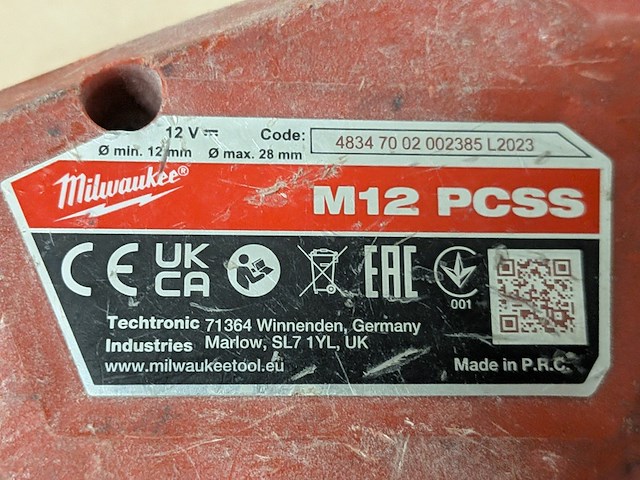 12 V Code: 4834 70 02 002385 L2023
Ø min. 12 mm Ø max. 28 mm
Milwaukee®
M12 PCSS
CE UK CA EAC
001
Techtronic 71364 Winnenden, Germany
Industries Marlow, SL7 1YL, UK
www.milwaukeetool.eu Made in P.R.C.